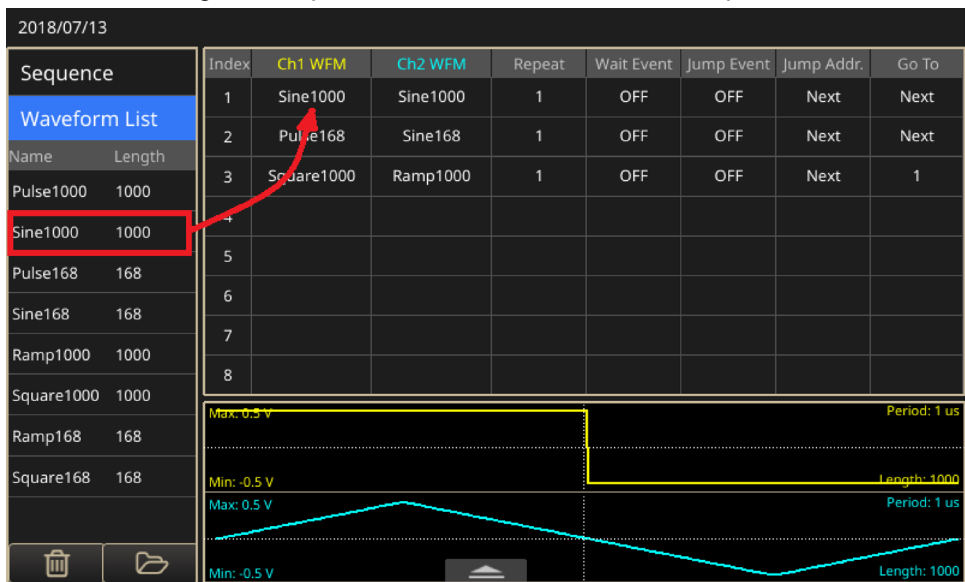 2018/07/13
Sequence
Waveform List
Name Length
Pulse1000 1000
Sine1000 1000
Pulse168 168
Sine168 168
Ramp1000 1000
Square1000 1000
Ramp168 168
Square168 168
Index Ch1 WFM Ch2 WFM Repeat Wait Event Jump Event Jump Addr. Go To
1 Sine1000 Sine1000 1 OFF OFF Next Next
2 Pulse168 Sine168 1 OFF OFF Next Next
3 Square1000 Ramp1000 1 OFF OFF Next 1
4
5
6
7
8
Max: 0.5 V Period: 1 us
Min: -0.5 V Length: 1000
Max: 0.5 V Period: 1 us
Min: -0.5 V Length: 1000